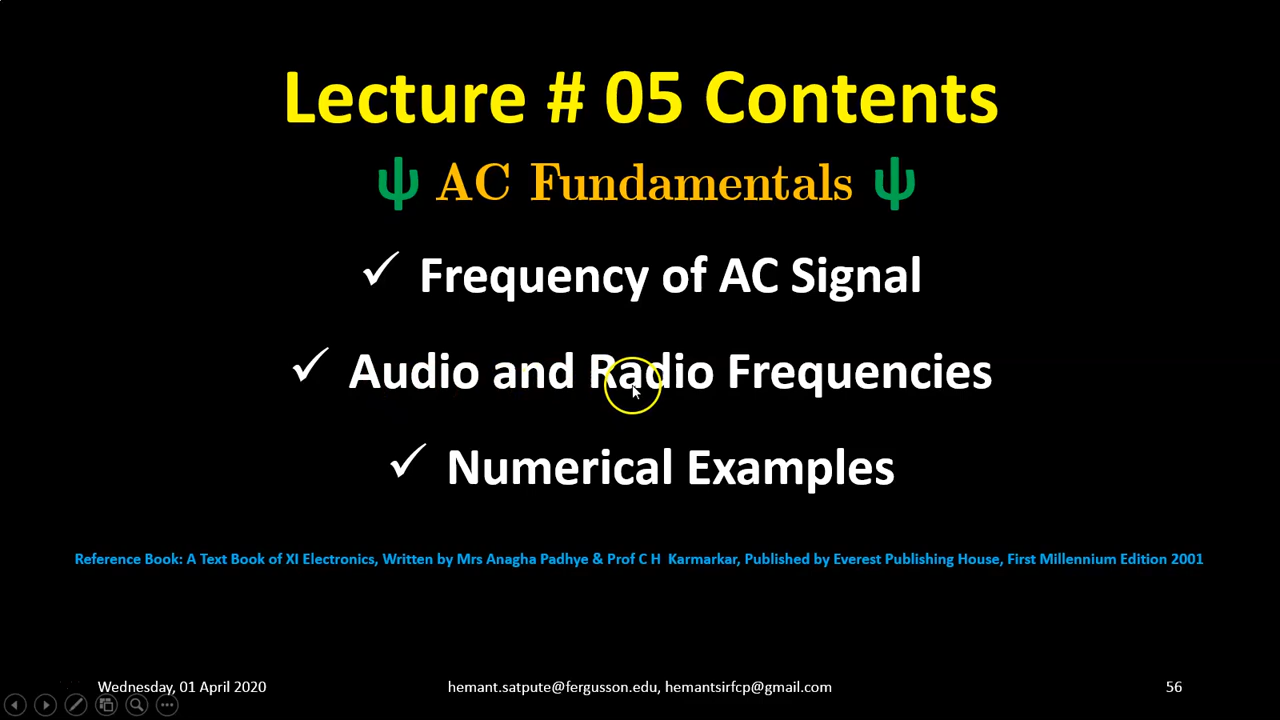 Lecture # 05 Contents
ψ AC Fundamentals ψ
✓ Frequency of AC Signal
✓ Audio and Radio Frequencies
✓ Numerical Examples
Reference Book: A Text Book of XI Electronics, Written by Mrs Anagha Padhye & Prof C H Karmarkar, Published by Everest Publishing House, First Millennium Edition 2001
Wednesday, 01 April 2020 hemant.satpute@fergusson.edu, hemantsirfcp@gmail.com 56